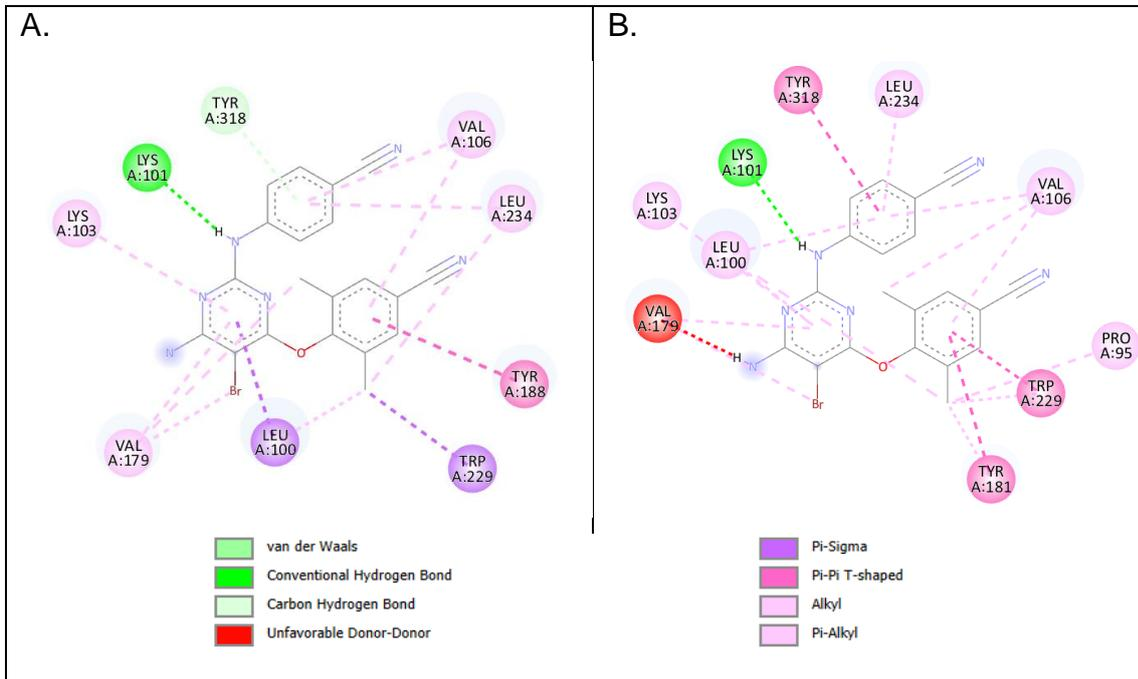 A.
TYR
A:318
LYS
A:101
VAL
A:106
N
LYS
A:103
LEU
A:234
H
N
N
N
N
N
O
Br
TYR
A:188
VAL
A:179
LEU
A:100
TRP
A:229
B.
TYR
A:318
LEU
A:234
LYS
A:101
N
LYS
A:103
VAL
A:106
H
N
LEU
A:100
N
VAL
A:179
N
N
H
N
PRO
A:95
O
Br
TRP
A:229
TYR
A:181
van der Waals
Conventional Hydrogen Bond
Carbon Hydrogen Bond
Unfavorable Donor-Donor
Pi-Sigma
Pi-Pi T-shaped
Alkyl
Pi-Alkyl